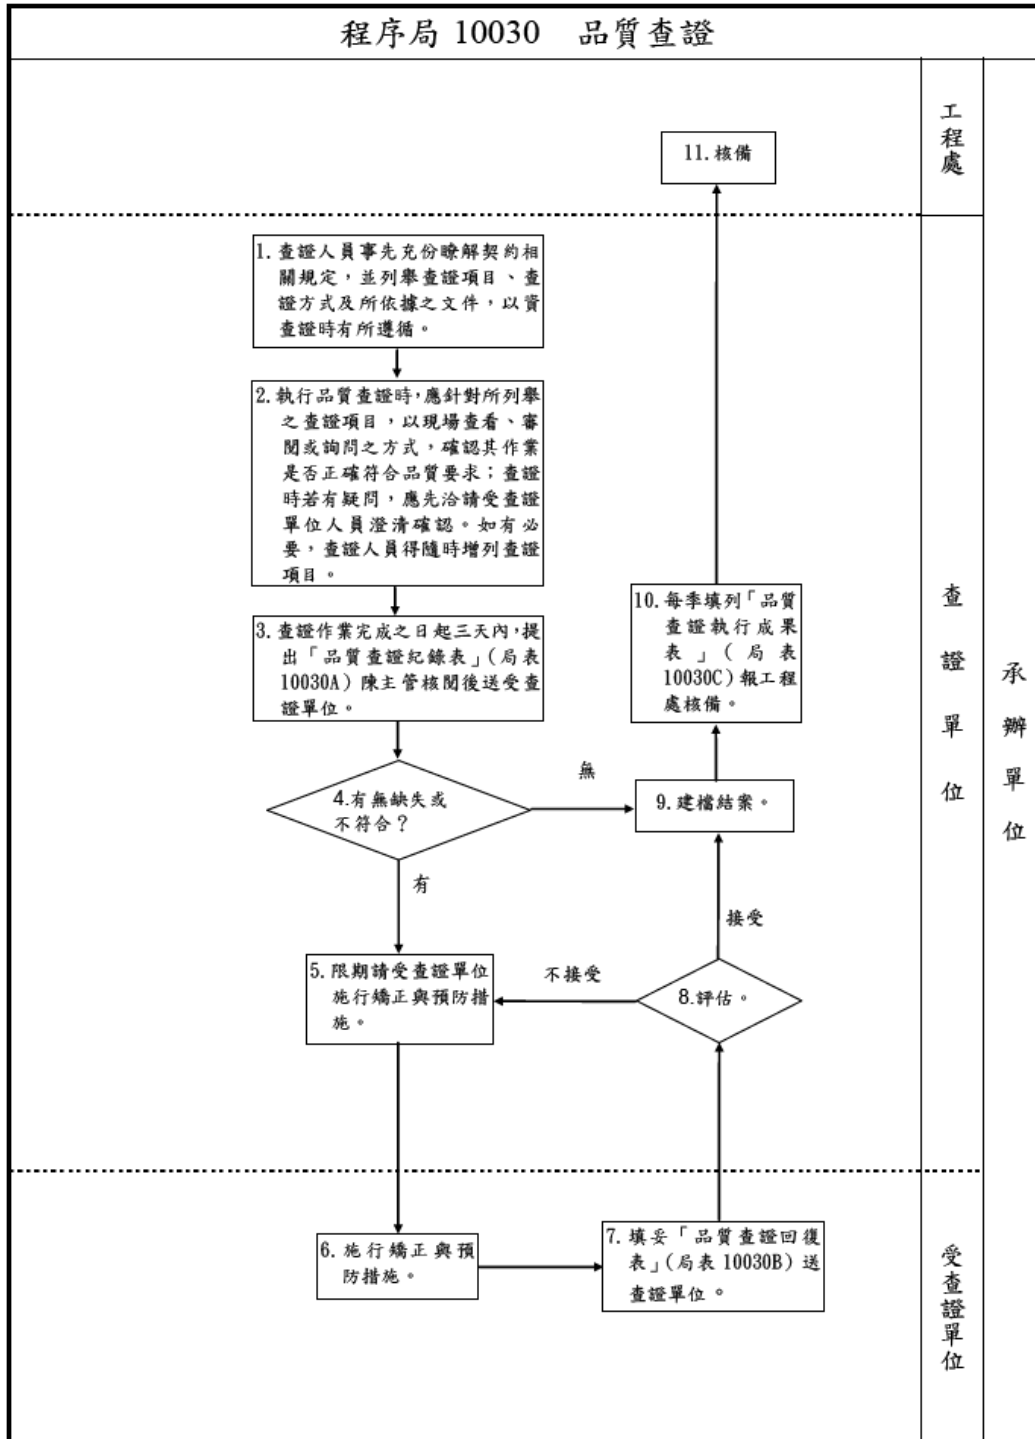 程序局 10030 品質查證
工程處
查證單位
受查證單位
承辦單位
11.核備
1.查證人員事先充份瞭解契約相
關規定,並列舉查證項目、查
證方式及所依據之文件,以資
查證時有所遵循。
2.執行品質查證時,應針對所列舉
之查證項目,以現場查看、審
閱或詢問之方式,確認其作業
是否正確符合品質要求;查證
時若有疑問,應先洽請受查證
單位人員澄清確認。如有必
要,查證人員得隨時增列查證
項目。
3.查證作業完成之日起三天內,提
出「品質查證紀錄表」(局表
10030A)陳主管核閱後送受查
證單位。
4.有無缺失或
不符合?
無
有
9.建檔結案。
10.每季填列「品質
查證執行成果
表」(局表
10030C)報工程
處核備。
接受
不接受
8.評估。
5.限期請受查證單位
施行矯正與預防措
施。
6.施行矯正與預
防措施。
7.填妥「品質查證回復
表」(局表 10030B)送
查證單位。